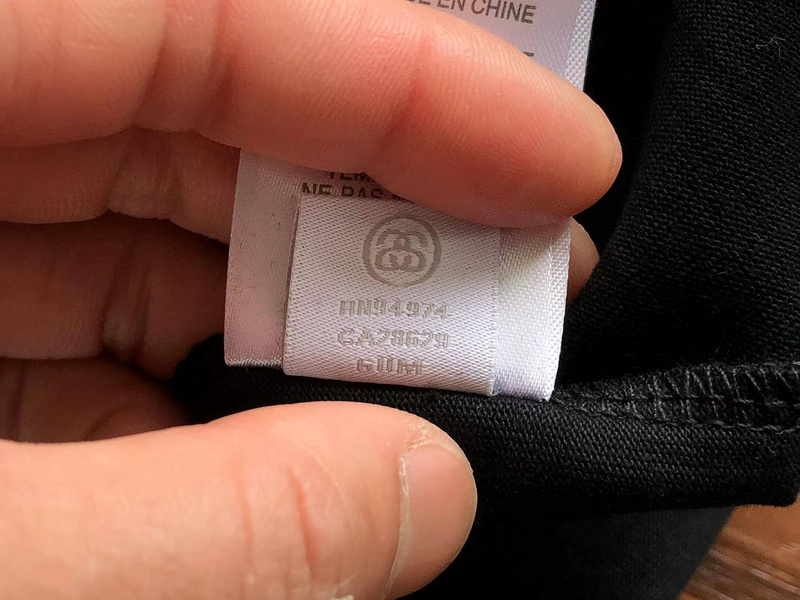 EN CHINE
NE PAS
RN94974
CA28629
GUM